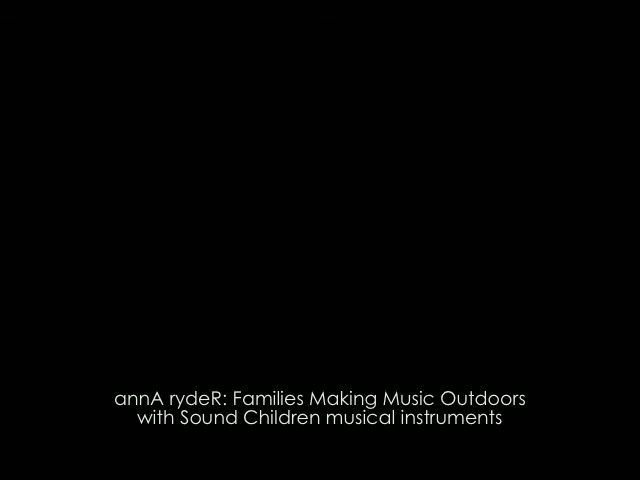 annA rydeR: Families Making Music Outdoors
with Sound Children musical instruments